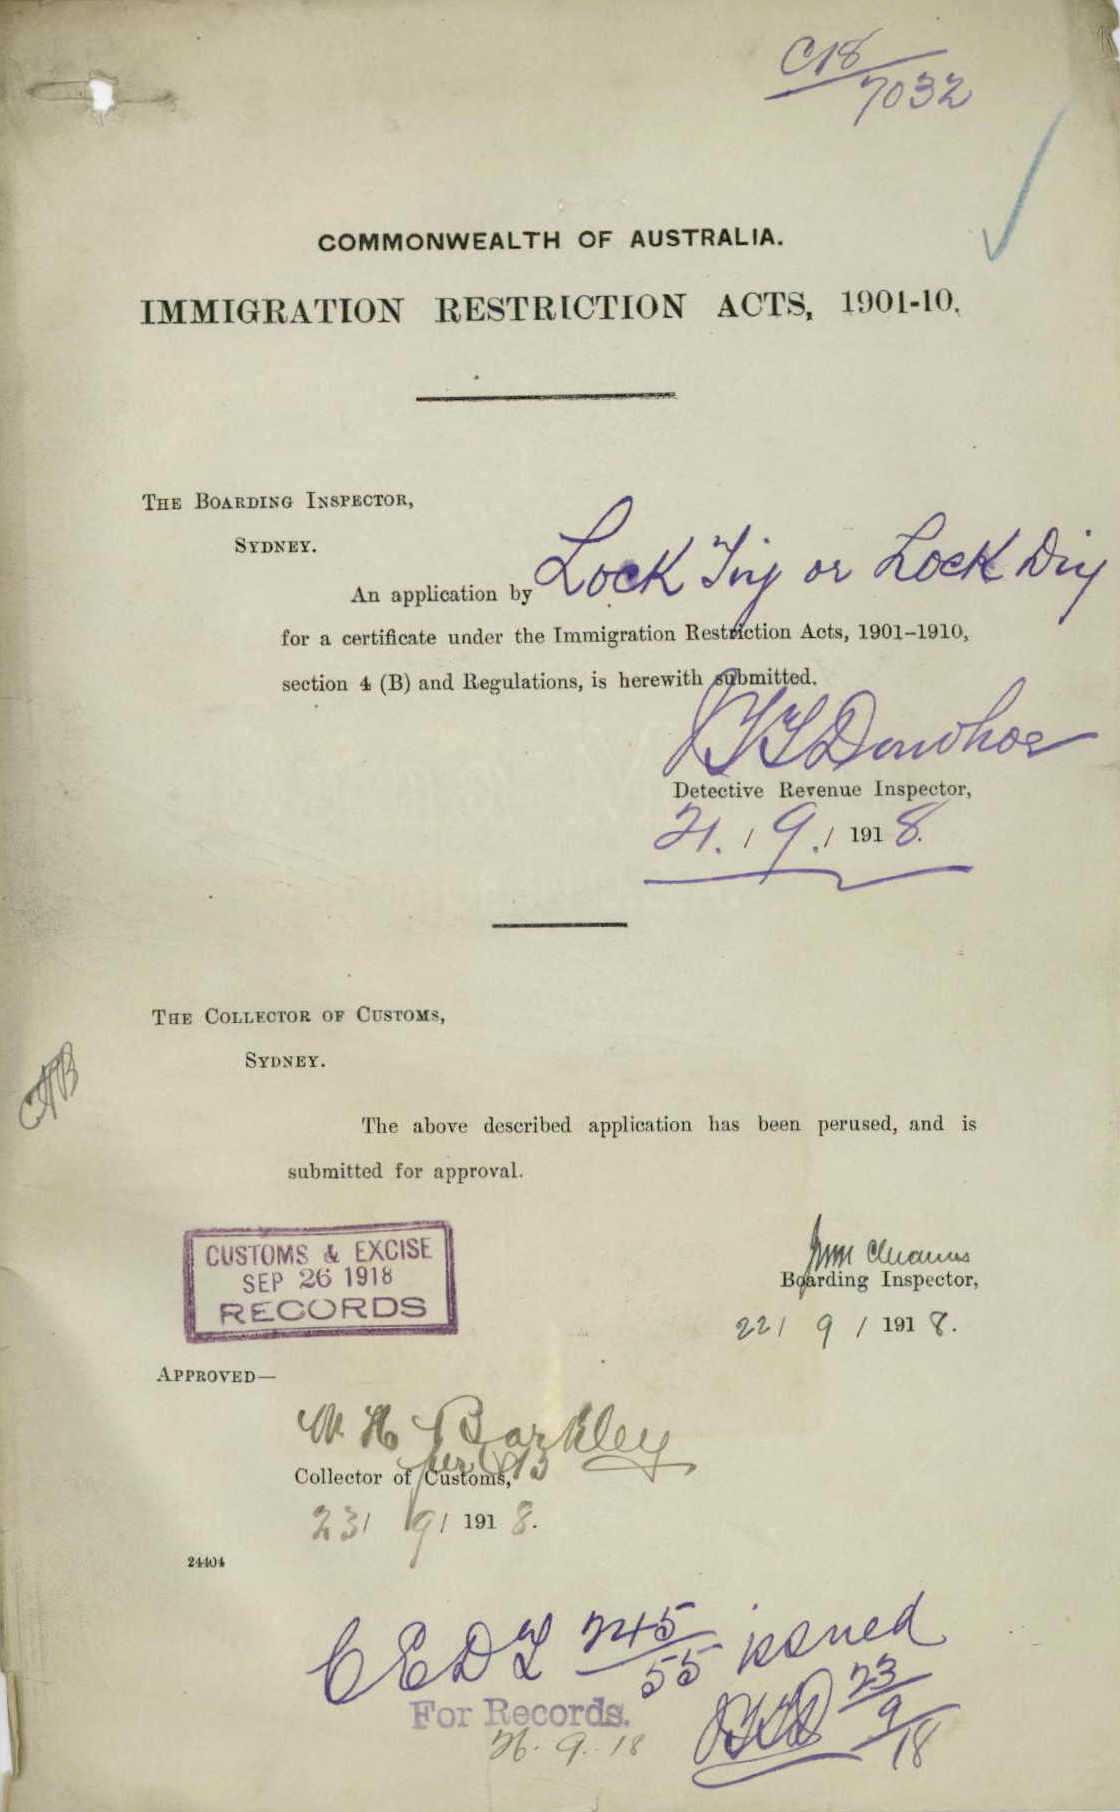 C18/7032
COMMONWEALTH OF AUSTRALIA.
IMMIGRATION RESTRICTION ACTS, 1901-10.
THE BOARDING INSPECTOR,
SYDNEY.
An application by Lock Ting or Lock Diy
for a certificate under the Immigration Restriction Acts, 1901-1910,
section 4 (B) and Regulations, is herewith submitted.
Donohoe
Detective Revenue Inspector,
21. / 9. / 1918.
THE COLLECTOR OF CUSTOMS,
SYDNEY.
The above described application has been perused, and is
submitted for approval.
CUSTOMS & EXCISE
SEP 26 1918
RECORDS
Boarding Inspector,
22 / 9 / 1918.
APPROVED—
W. H. Barkley
Collector of Customs,
23 / 9 / 1918.
24404
CEDT 245/55 issued
23/9/18
For Records.
26. 9. 18